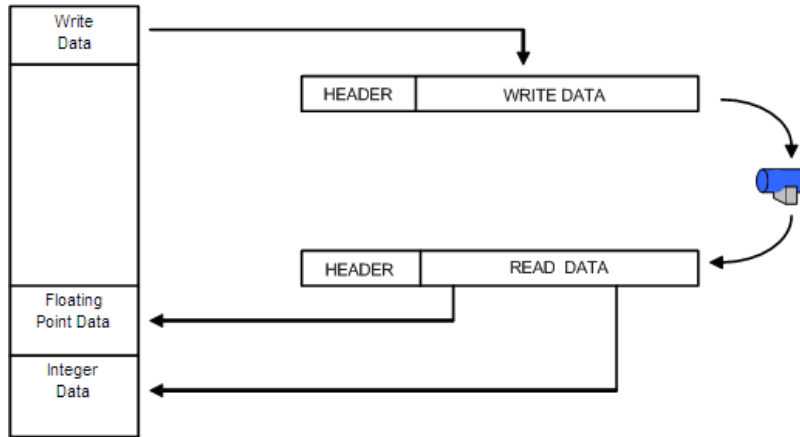 Write
Data
HEADER
WRITE DATA
HEADER
READ DATA
Floating
Point Data
Integer
Data